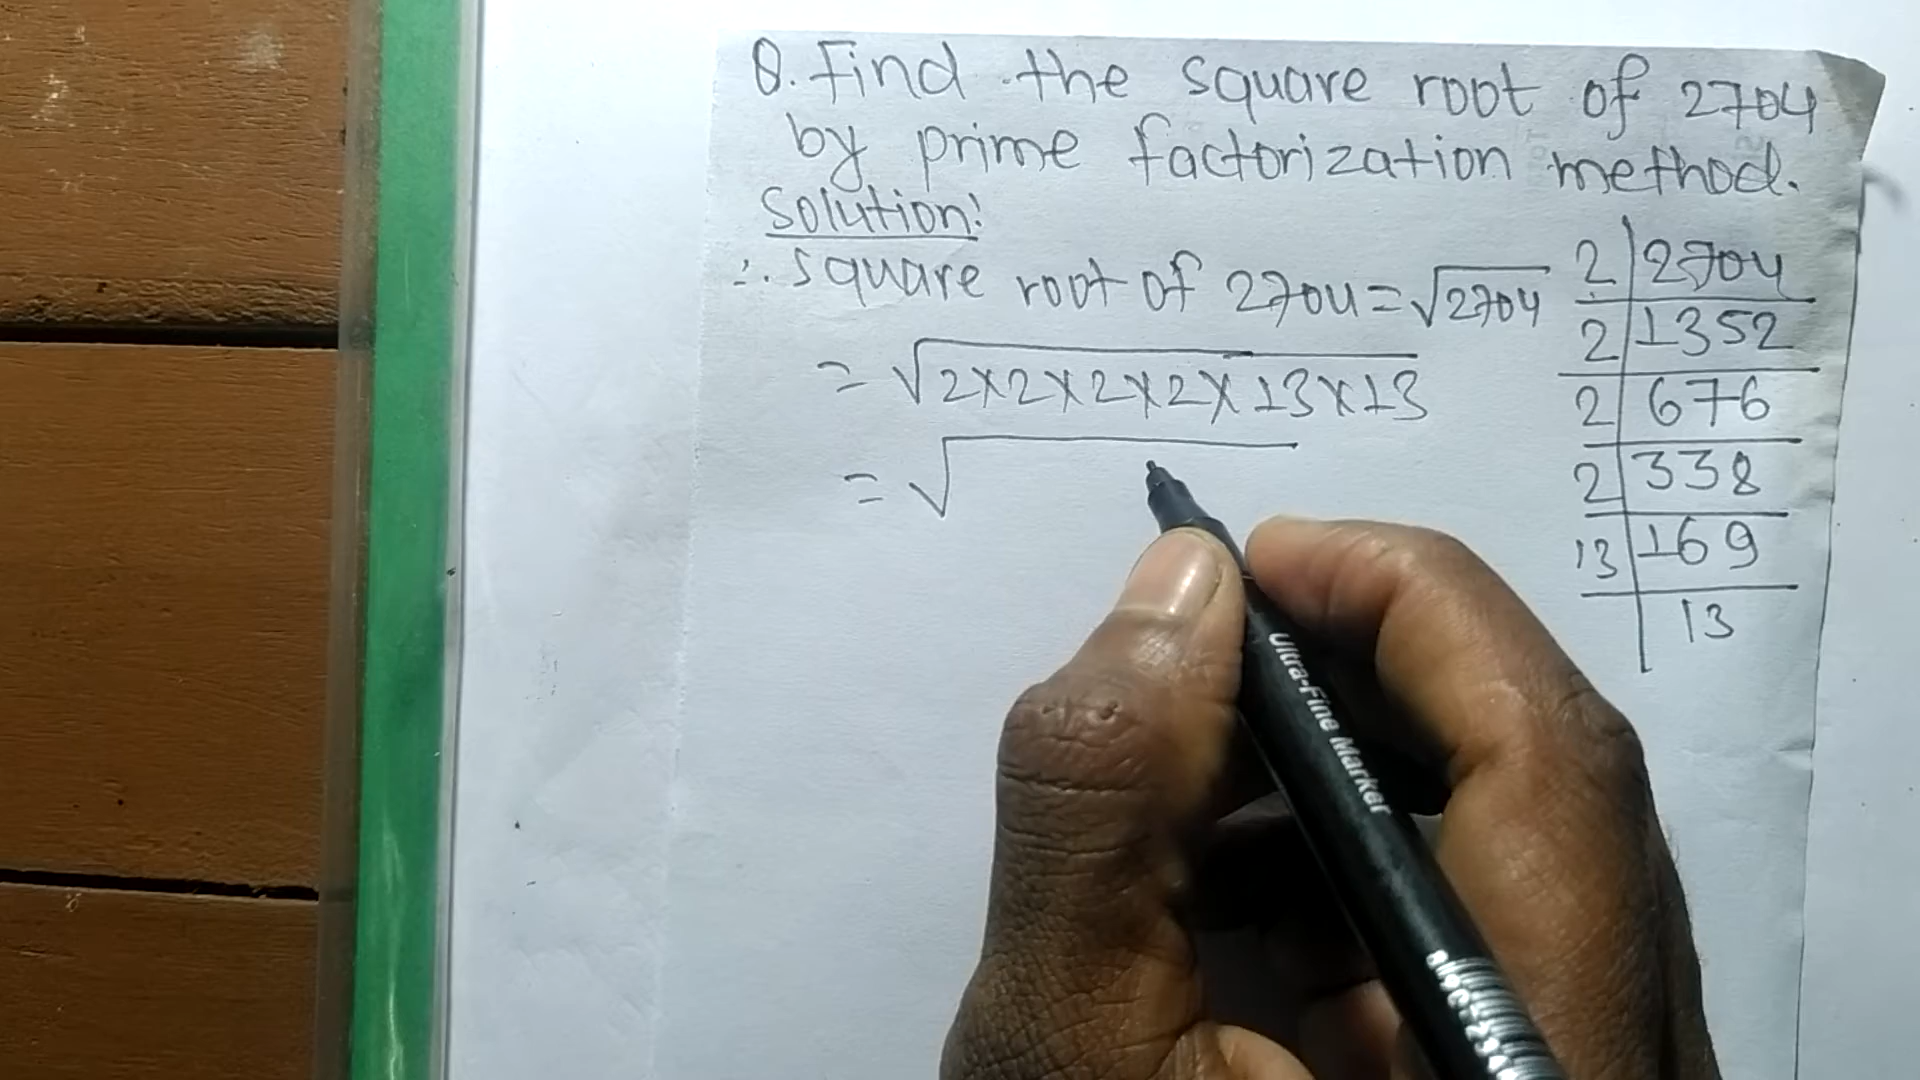 Q. Find the square root of 2704
by prime factorization method.
Solution:
∴ square root of 2704 = √2704
= √2×2×2×2×13×13
= √
2 | 2704
2 | 1352
2 | 676
2 | 338
13 | 169
| 13
Ultra-Fine Marker